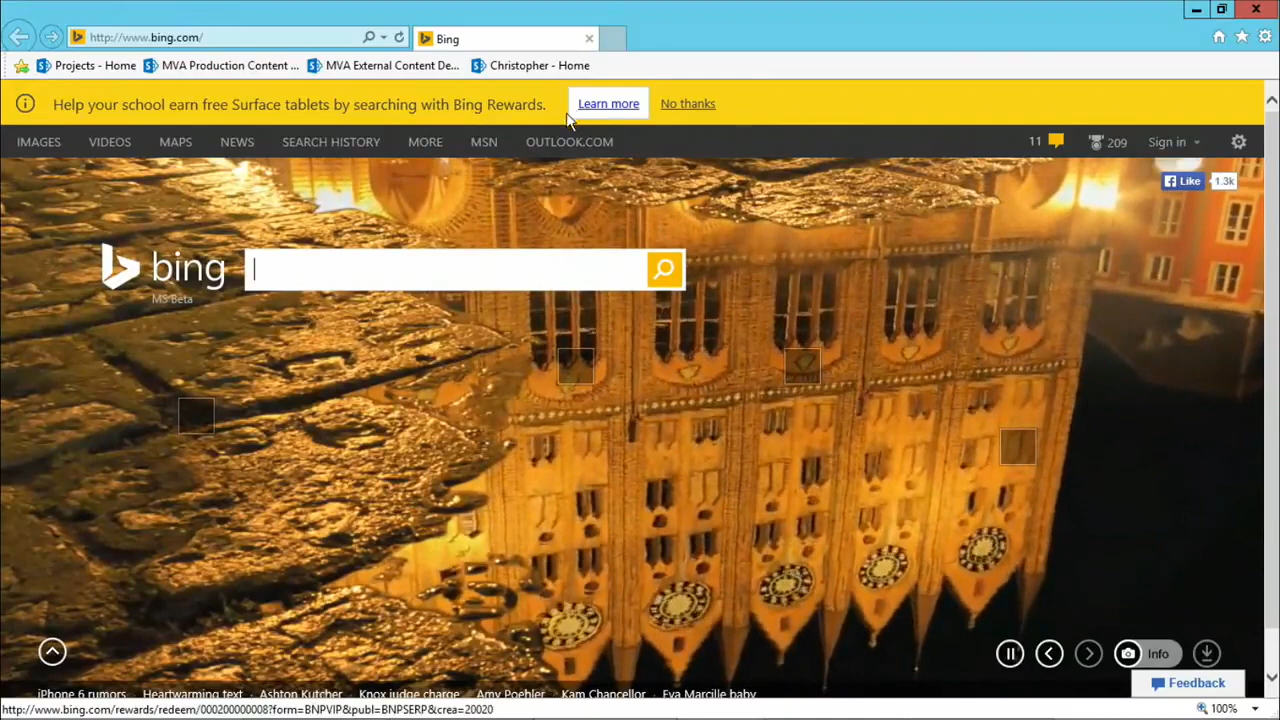 http://www.bing.com/
Bing
Projects - Home
MVA Production Content ...
MVA External Content De...
Christopher - Home
Help your school earn free Surface tablets by searching with Bing Rewards.
Learn more
No thanks
IMAGES
VIDEOS
MAPS
NEWS
SEARCH HISTORY
MORE
MSN
OUTLOOK.COM
11
209
Sign in
Like
1.3k
bing
MS Beta
Info
Feedback
iPhone 6 rumors
Heartwarming text
Ashton Kutcher
Knox judge charge
Amy Poehler
Kam Chancellor
Eva Marcille baby
http://www.bing.com/rewards/redeem/000200000008?form=BNPVIP&publ=BNPSERP&crea=20020
100%